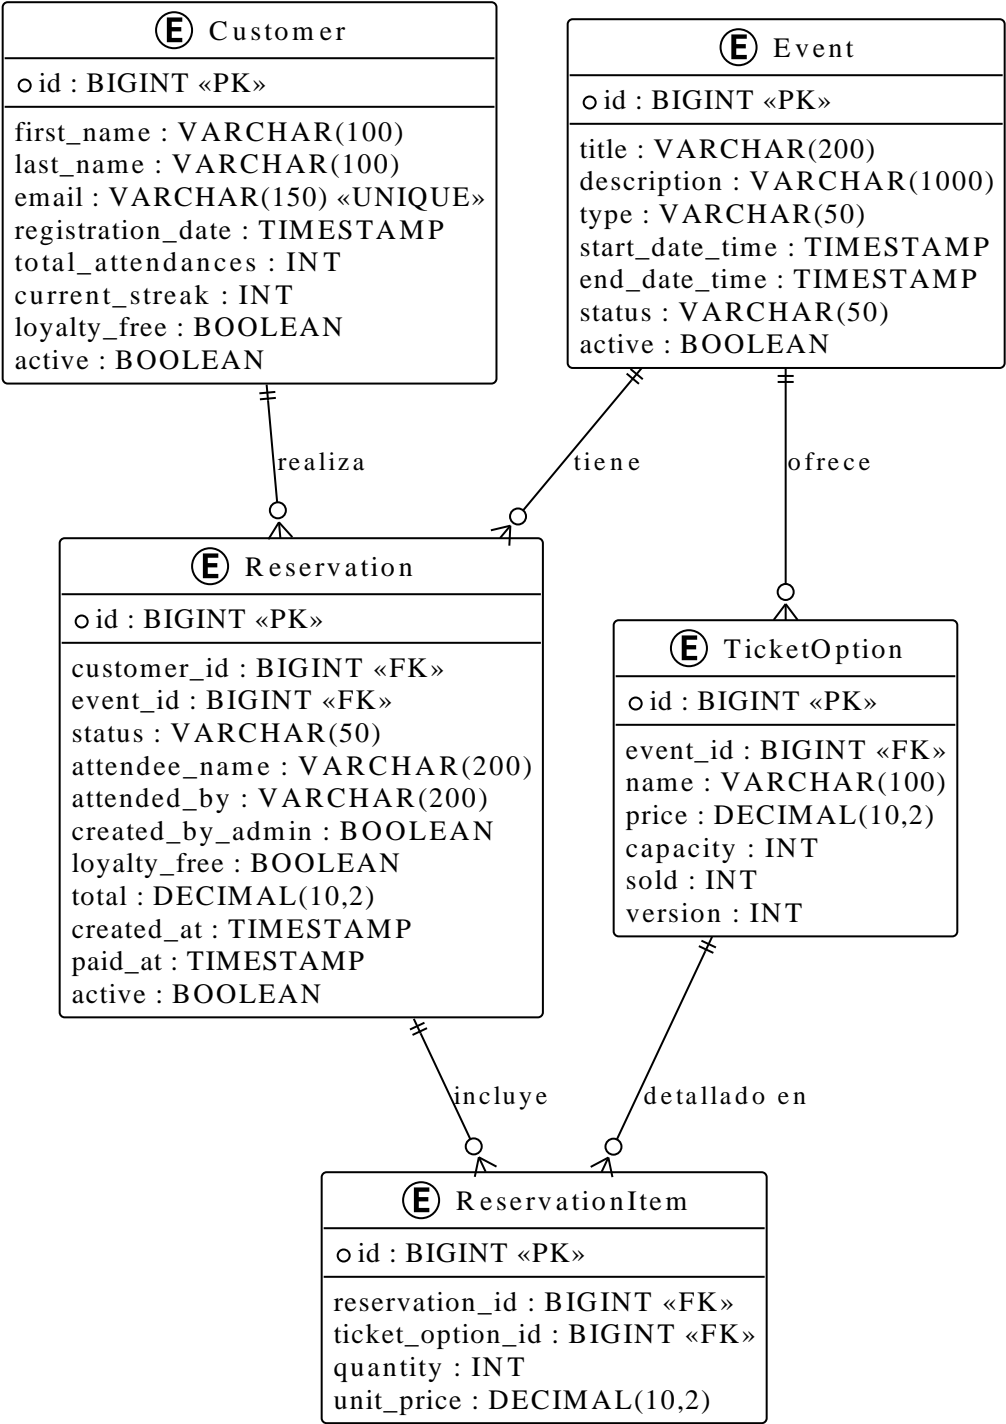 E Customer
id : BIGINT «PK»
first_name : VARCHAR(100)
last_name : VARCHAR(100)
email : VARCHAR(150) «UNIQUE»
registration_date : TIMESTAMP
total_attendances : INT
current_streak : INT
loyalty_free : BOOLEAN
active : BOOLEAN
E Event
id : BIGINT «PK»
title : VARCHAR(200)
description : VARCHAR(1000)
type : VARCHAR(50)
start_date_time : TIMESTAMP
end_date_time : TIMESTAMP
status : VARCHAR(50)
active : BOOLEAN
realiza
tiene
ofrece
E Reservation
id : BIGINT «PK»
customer_id : BIGINT «FK»
event_id : BIGINT «FK»
status : VARCHAR(50)
attendee_name : VARCHAR(200)
attended_by : VARCHAR(200)
created_by_admin : BOOLEAN
loyalty_free : BOOLEAN
total : DECIMAL(10,2)
created_at : TIMESTAMP
paid_at : TIMESTAMP
active : BOOLEAN
E TicketOption
id : BIGINT «PK»
event_id : BIGINT «FK»
name : VARCHAR(100)
price : DECIMAL(10,2)
capacity : INT
sold : INT
version : INT
incluye
detallado en
E ReservationItem
id : BIGINT «PK»
reservation_id : BIGINT «FK»
ticket_option_id : BIGINT «FK»
quantity : INT
unit_price : DECIMAL(10,2)